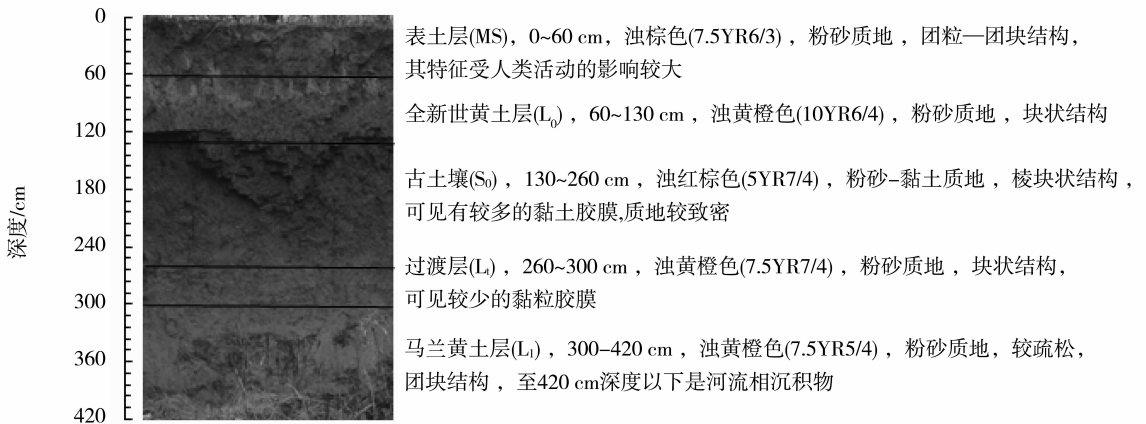 0
60
120
180
240
300
360
420
深度/cm
表土层(MS)，0~60 cm，浊棕色(7.5YR6/3)，粉砂质地，团粒—团块结构，
其特征受人类活动的影响较大
全新世黄土层(L0)，60~130 cm，浊黄橙色(10YR6/4)，粉砂质地，块状结构
古土壤(S0)，130~260 cm，浊红棕色(5YR7/4)，粉砂-黏土质地，棱块状结构，
可见有较多的黏土胶膜,质地较致密
过渡层(Lt)，260~300 cm，浊黄橙色(7.5YR7/4)，粉砂质地，块状结构，
可见较少的黏粒胶膜
马兰黄土层(L1)，300-420 cm，浊黄橙色(7.5YR5/4)，粉砂质地，较疏松，
团块结构，至420 cm深度以下是河流相沉积物